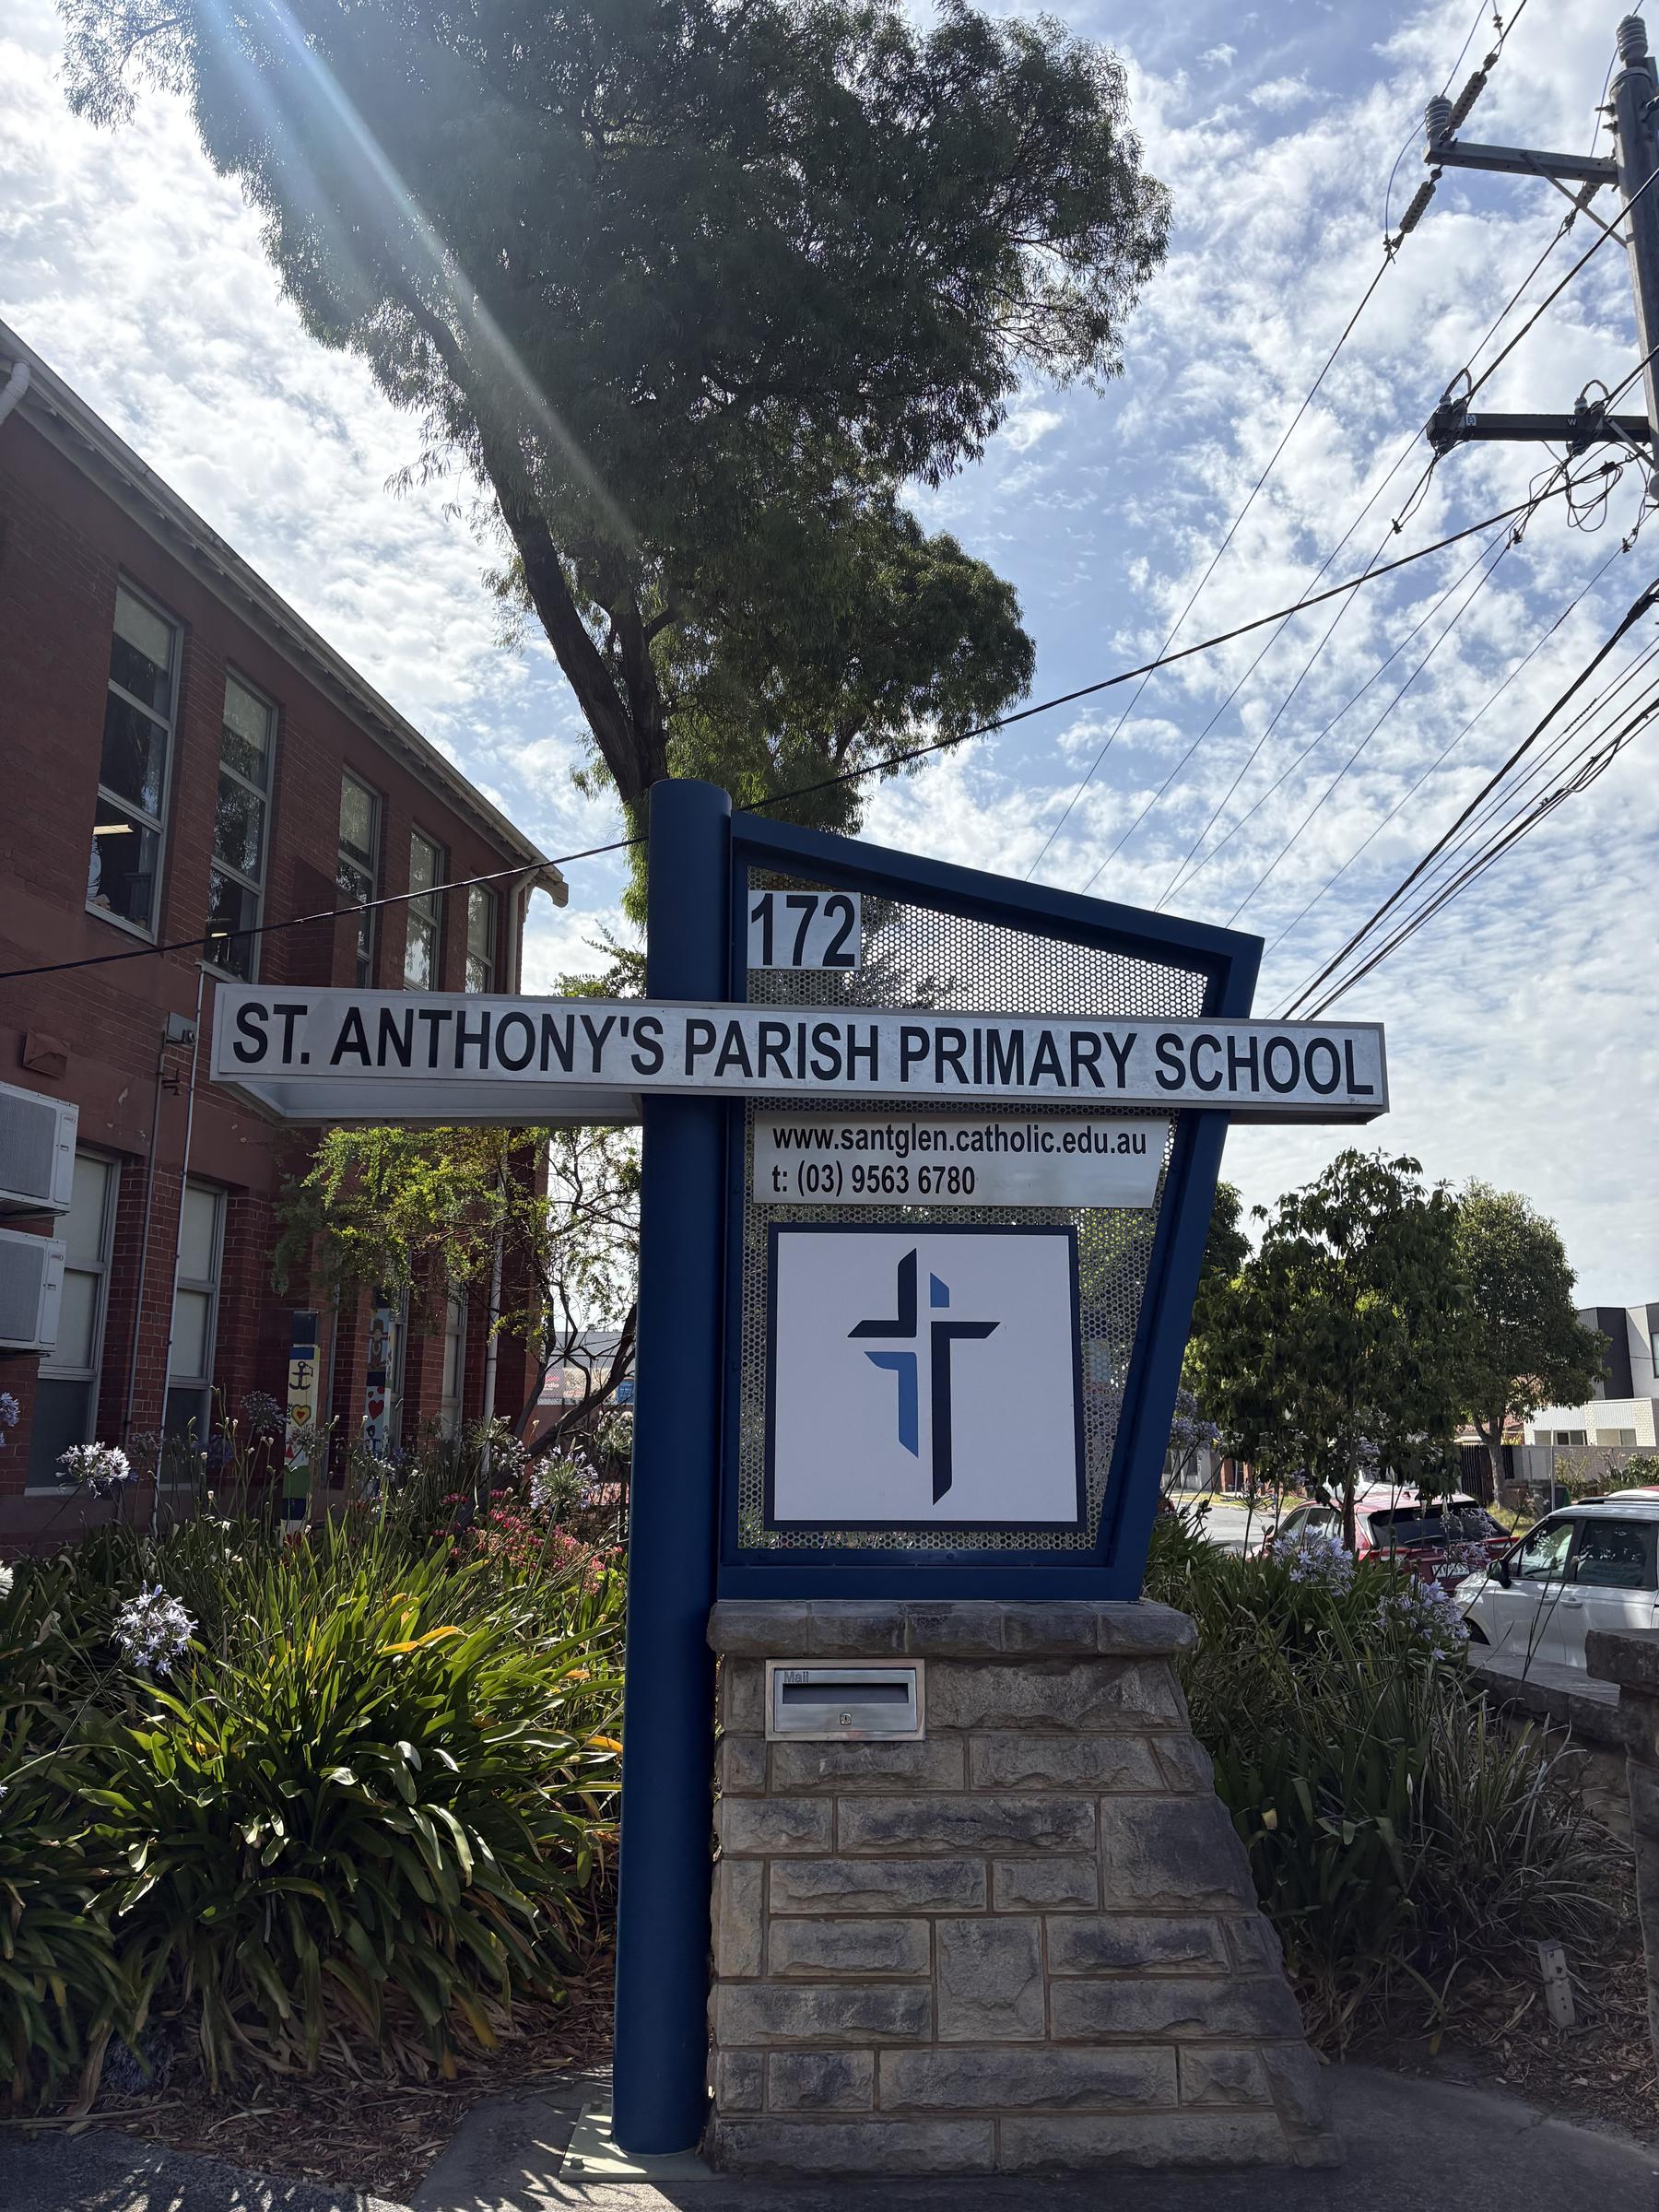 172
ST. ANTHONY'S PARISH PRIMARY SCHOOL
www.santglen.catholic.edu.au
t: (03) 9563 6780
Mail